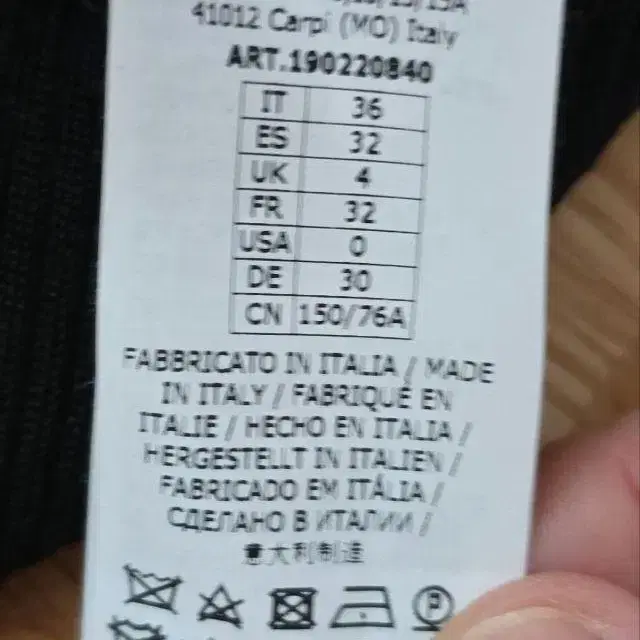 41012 Carpi (MO) Italy
ART.190220840
IT 36
ES 32
UK 4
FR 32
USA 0
DE 30
CN 150/76A
FABBRICATO IN ITALIA / MADE
IN ITALY / FABRIQUÉ EN
ITALIE / HECHO EN ITALIA /
HERGESTELLT IN ITALIEN /
FABRICADO EM ITÁLIA /
СДЕЛАНО В ИТАЛИИ /
意大利制造
P